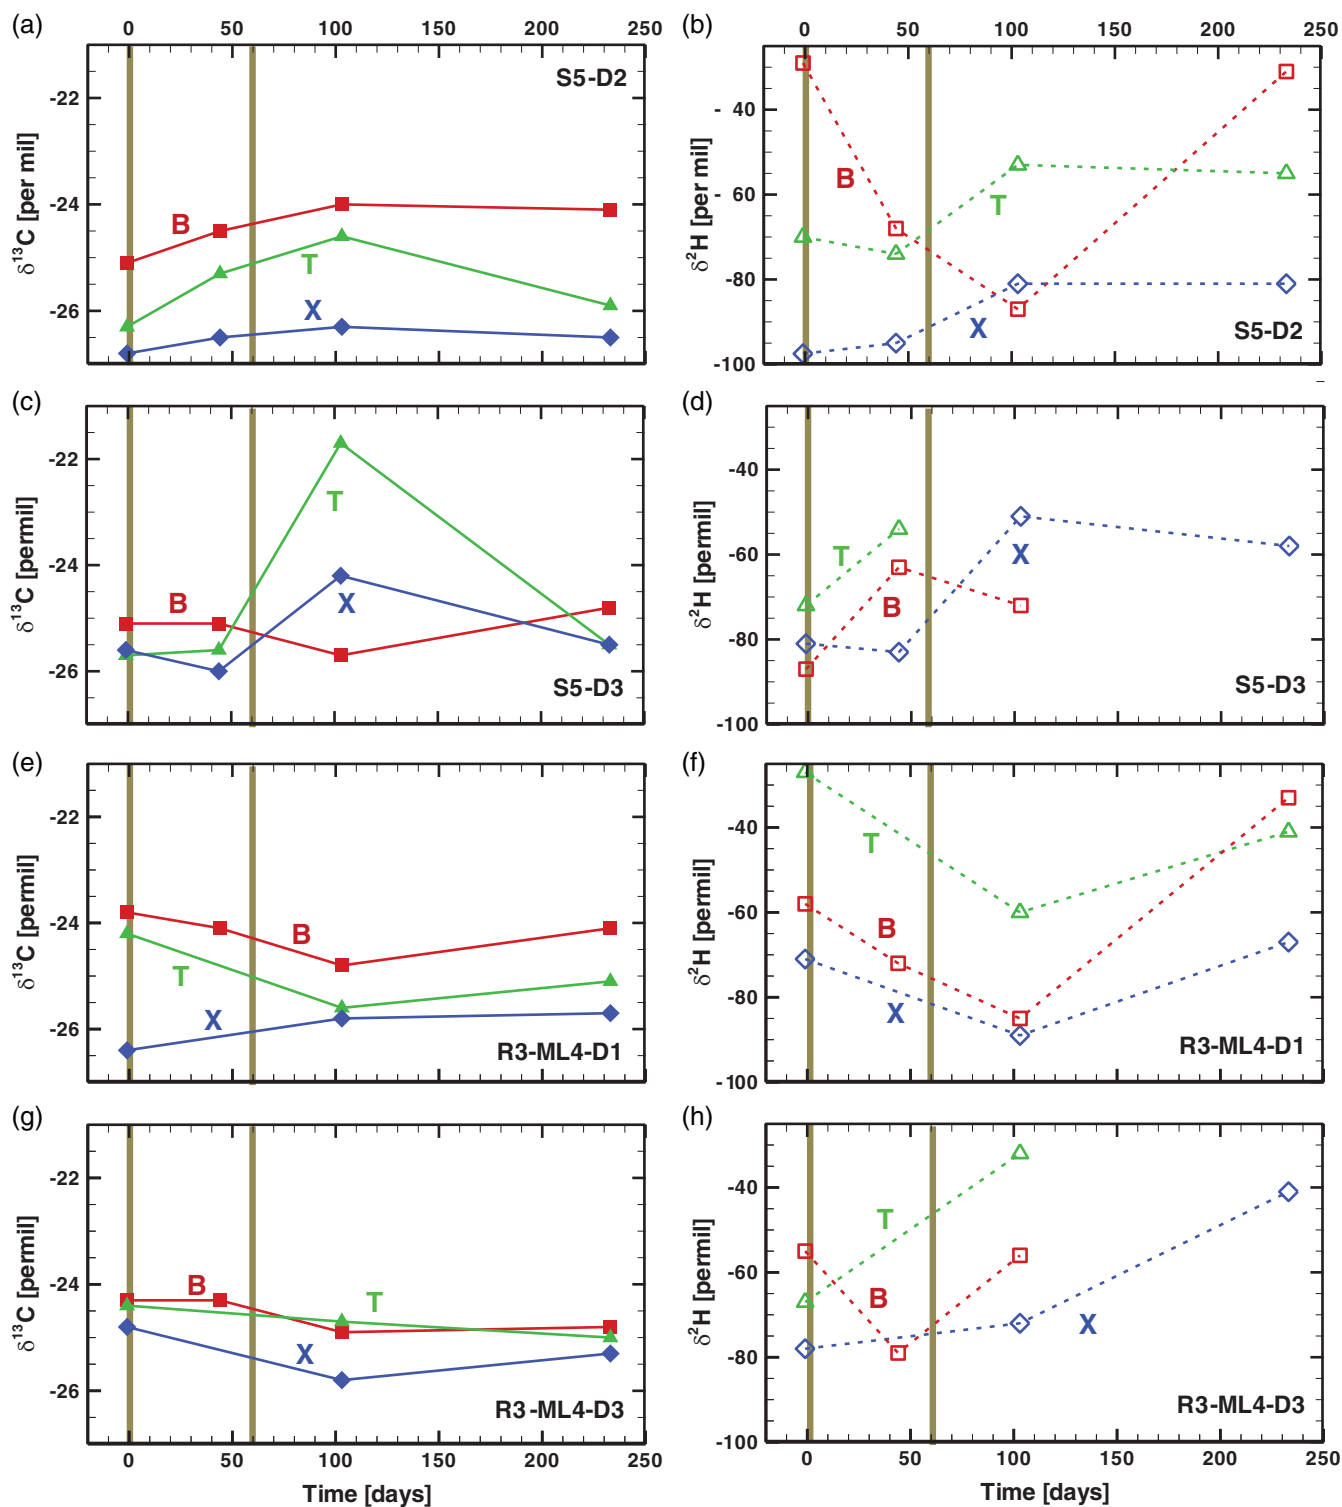 (a)
0 50 100 150 200 250
S5-D2
-22
-24
-26
δ13C [per mil]
B
T
X
(b)
0 50 100 150 200 250
- 40
-60
-80
-100
δ2H [per mil]
B
T
X
S5-D2
(c)
-22
-24
-26
δ13C [permil]
T
B
X
S5-D3
(d)
-40
-60
-80
-100
δ2H [permil]
T
B
X
S5-D3
(e)
-22
-24
-26
δ13C [permil]
B
T
X
R3-ML4-D1
(f)
-40
-60
-80
-100
δ2H [permil]
T
B
X
R3-ML4-D1
(g)
-22
-24
-26
δ13C [permil]
B
T
X
R3-ML4-D3
0 50 100 150 200 250
Time [days]
(h)
-40
-60
-80
-100
δ2H [permil]
T
B
X
R3-ML4-D3
0 50 100 150 200 250
Time [days]